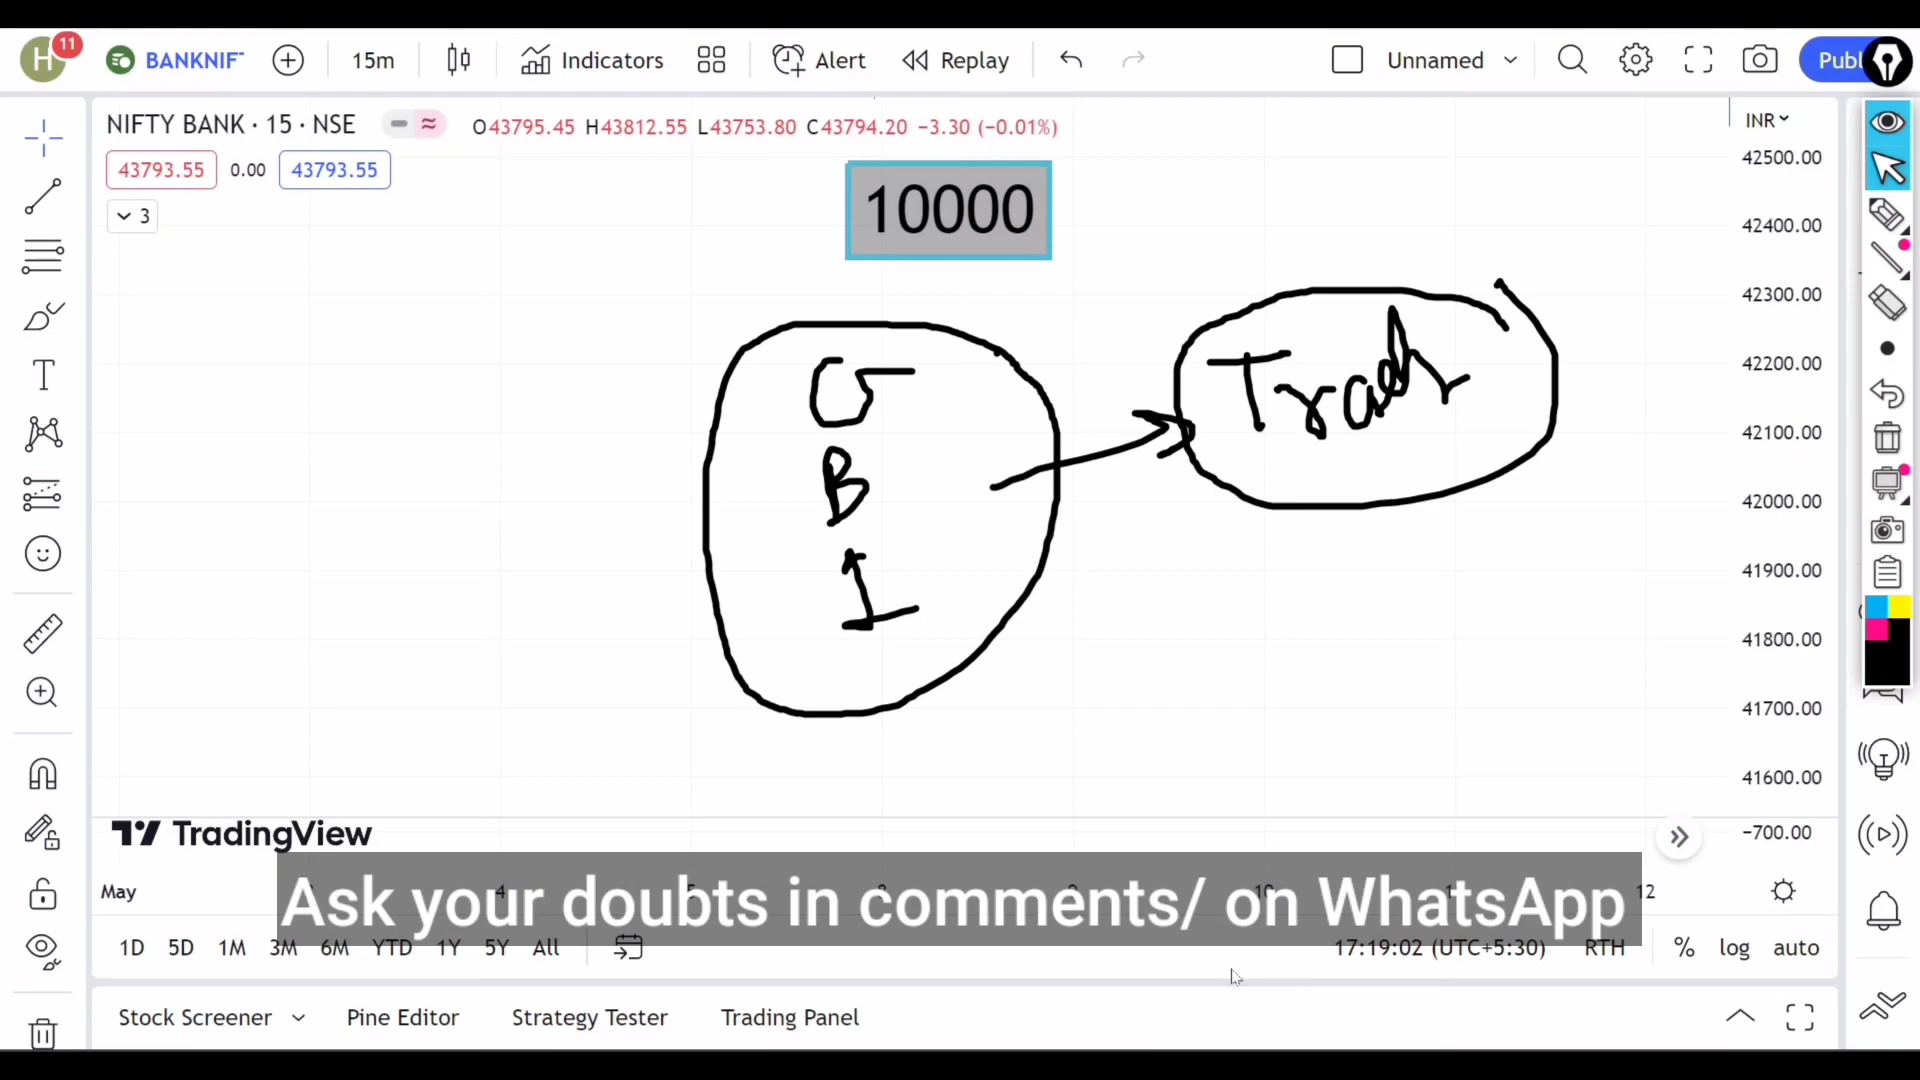 H 11 BANKNIF 15m Indicators Alert Replay Unnamed Publ
NIFTY BANK · 15 · NSE O43795.45 H43812.55 L43753.80 C43794.20 −3.30 (−0.01%) INR
43793.55 0.00 43793.55
3
10000
42500.00
42400.00
42300.00
42200.00
42100.00
42000.00
41900.00
41800.00
41700.00
41600.00
−700.00
B
I
TradingView
May 12
Ask your doubts in comments/ on WhatsApp
1D 5D 1M 3M 6M YTD 1Y 5Y All 17:19:02 (UTC+5:30) RTH % log auto
Stock Screener Pine Editor Strategy Tester Trading Panel